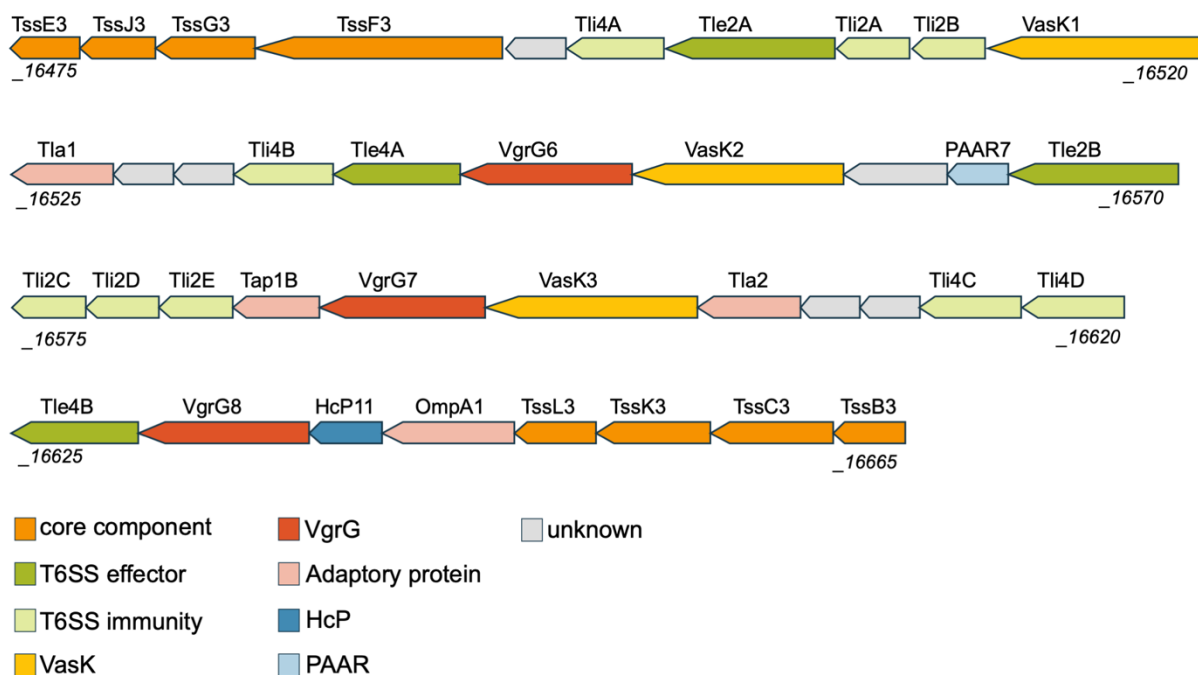 TssE3 TssJ3 TssG3 TssF3 Tli4A Tle2A Tli2A Tli2B VasK1
_16475 _16520
Tla1 Tli4B Tle4A VgrG6 VasK2 PAAR7 Tle2B
_16525 _16570
Tli2C Tli2D Tli2E Tap1B VgrG7 VasK3 Tla2 Tli4C Tli4D
_16575 _16620
Tle4B VgrG8 HcP11 OmpA1 TssL3 TssK3 TssC3 TssB3
_16625 _16665
core component VgrG unknown
T6SS effector Adaptory protein
T6SS immunity HcP
VasK PAAR